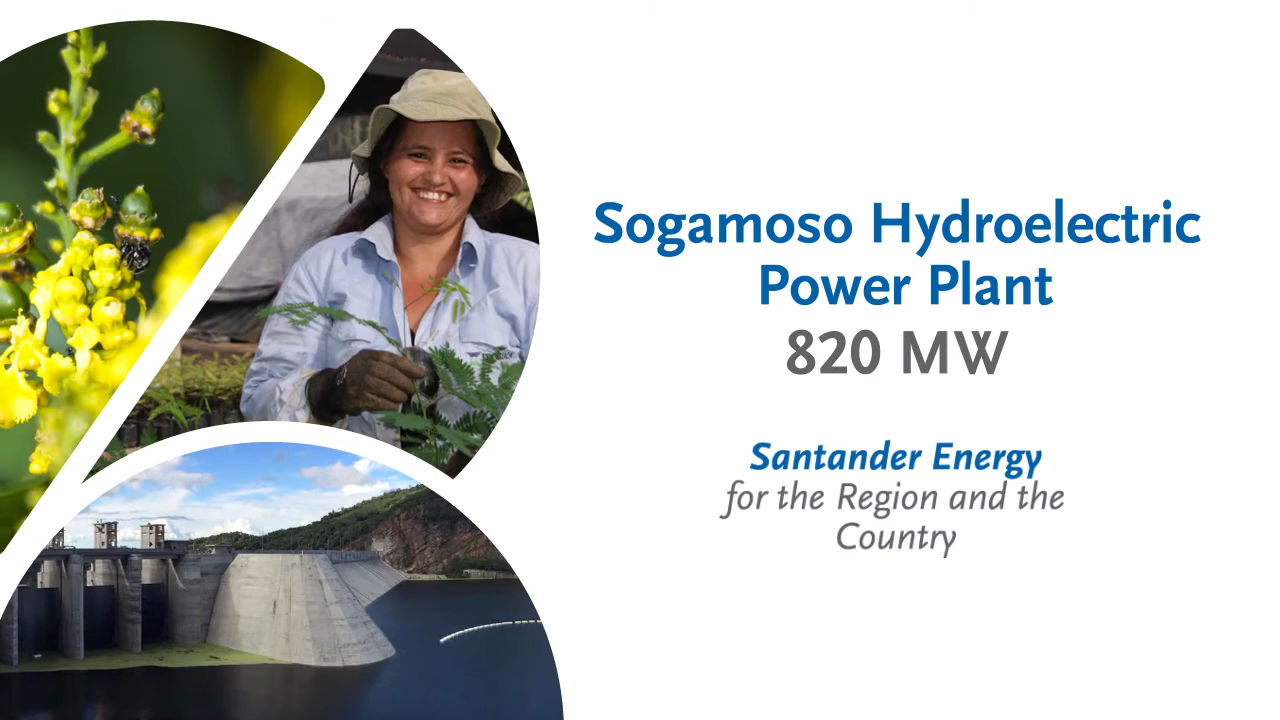 Sogamoso Hydroelectric
Power Plant
820 MW
Santander Energy
for the Region and the
Country